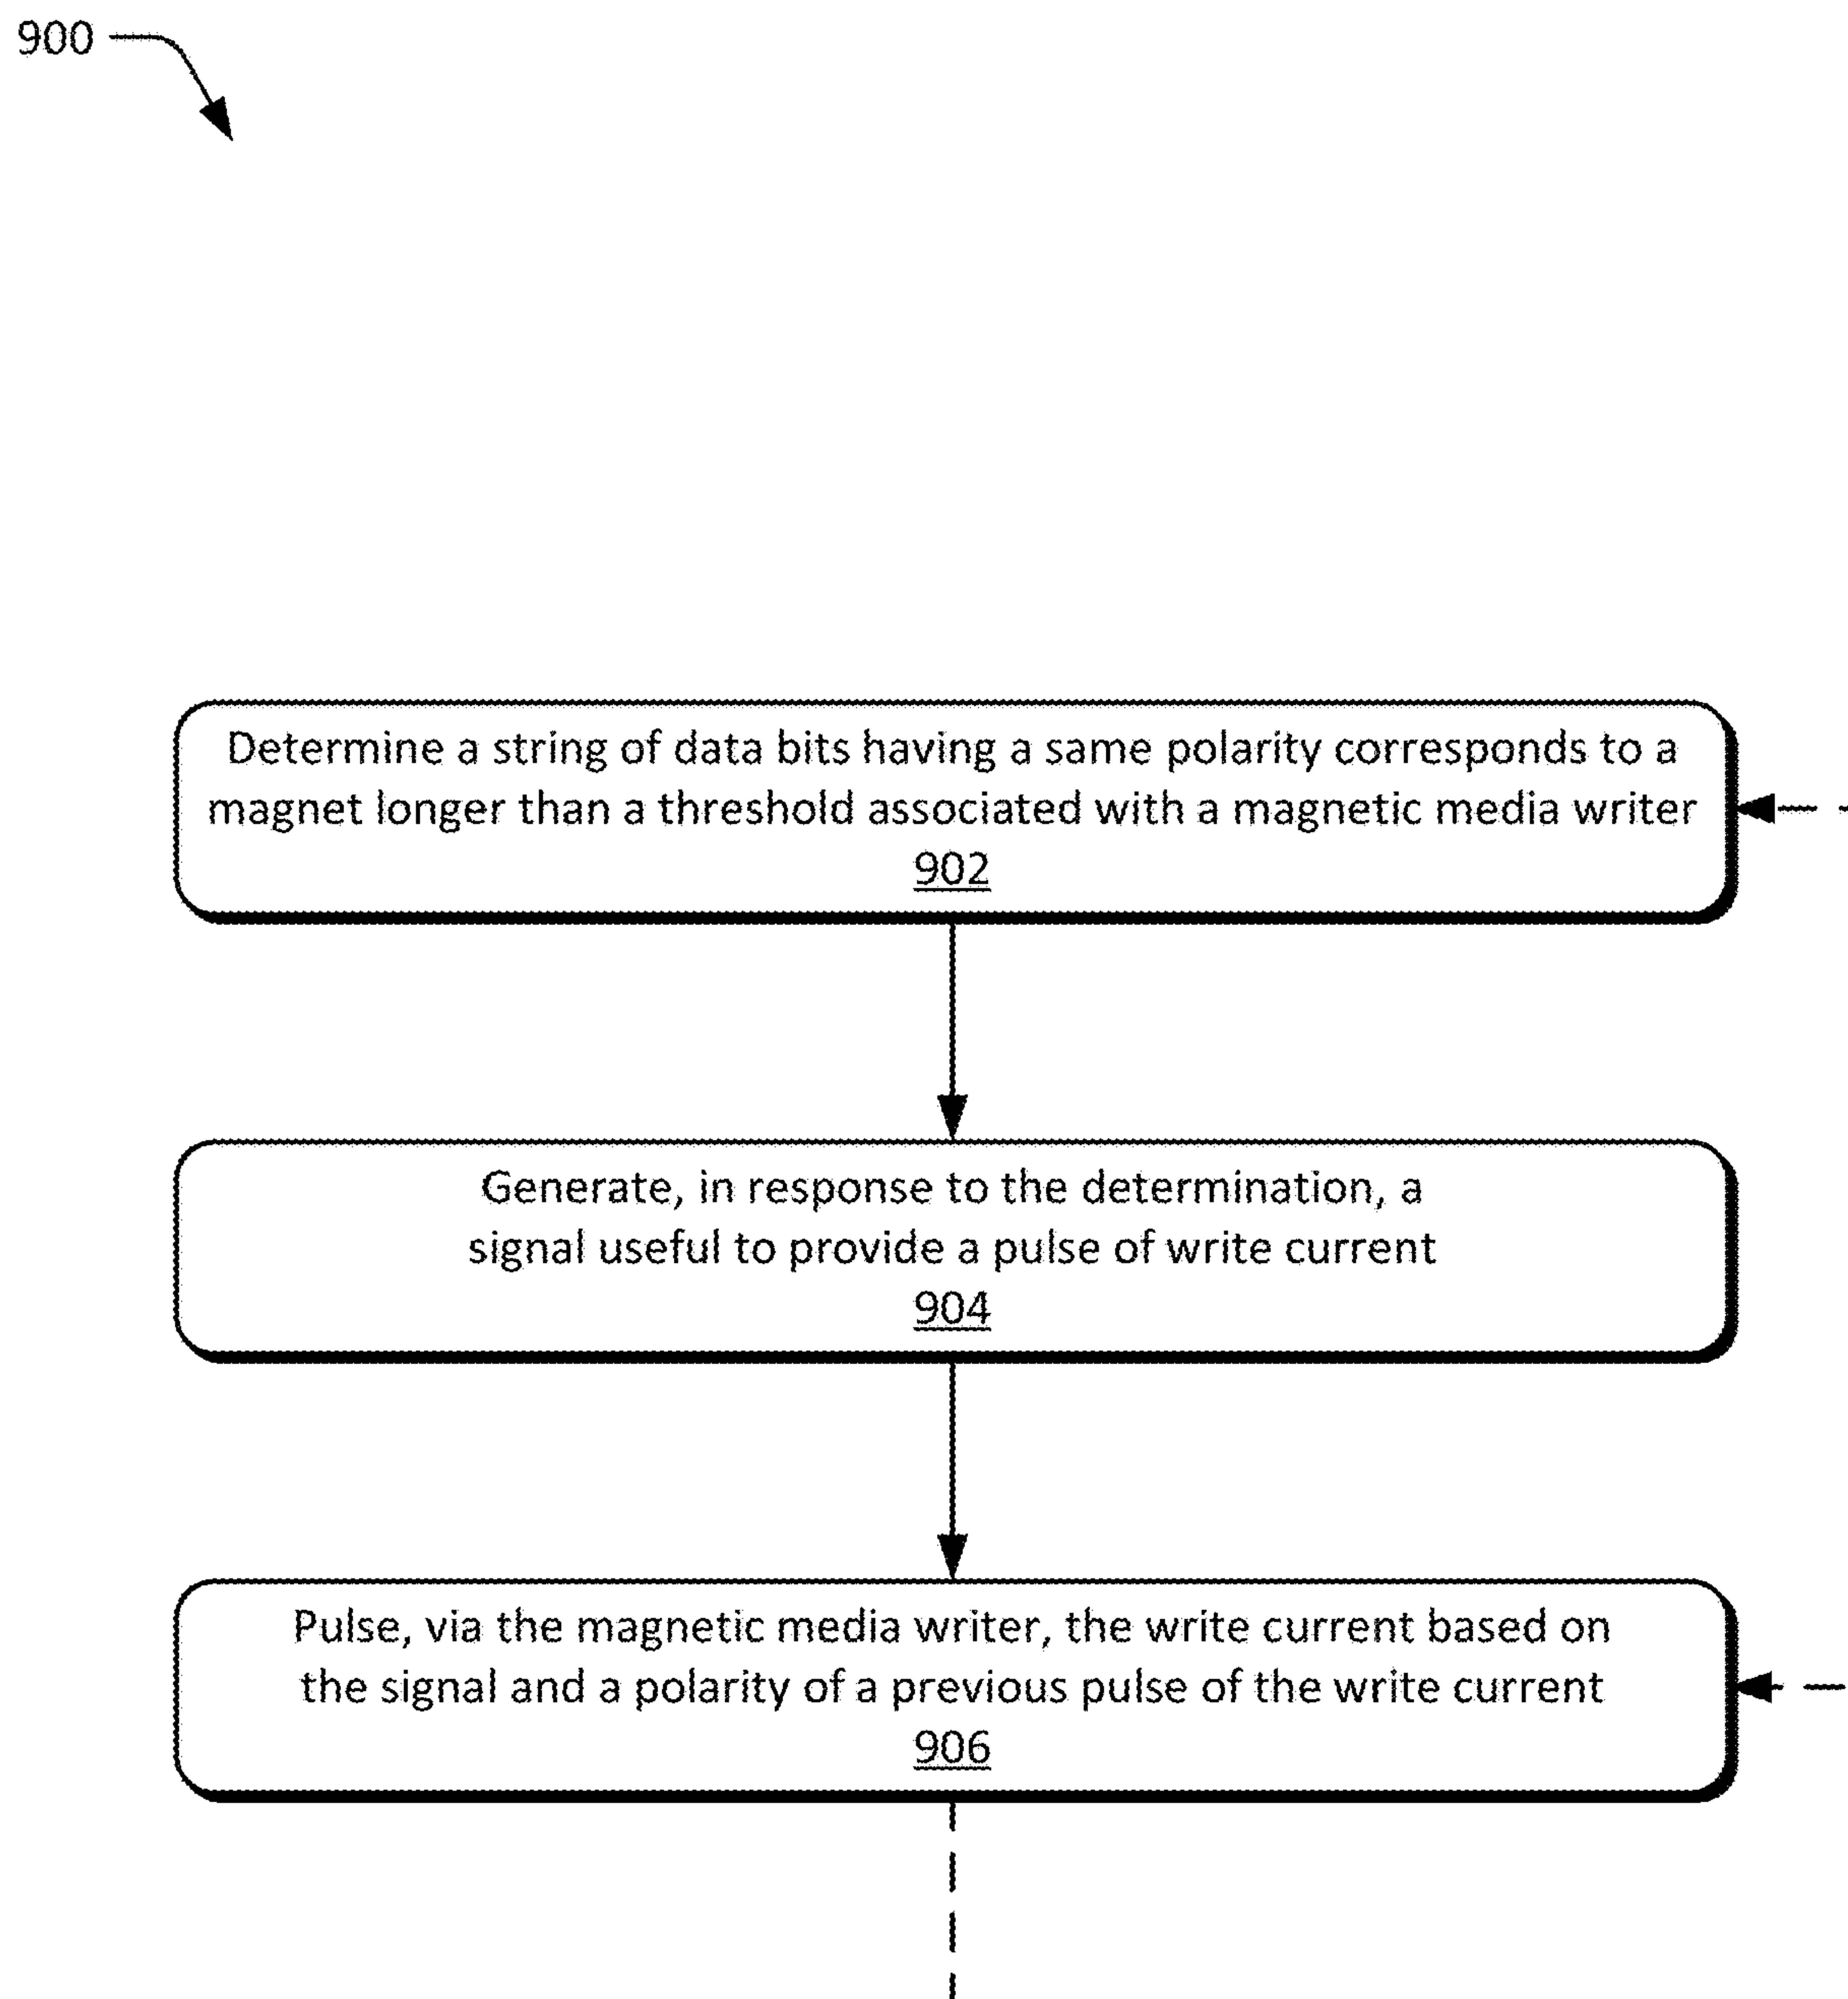 900
Determine a string of data bits having a same polarity corresponds to a
magnet longer than a threshold associated with a magnetic media writer
902
Generate, in response to the determination, a
signal useful to provide a pulse of write current
904
Pulse, via the magnetic media writer, the write current based on
the signal and a polarity of a previous pulse of the write current
906